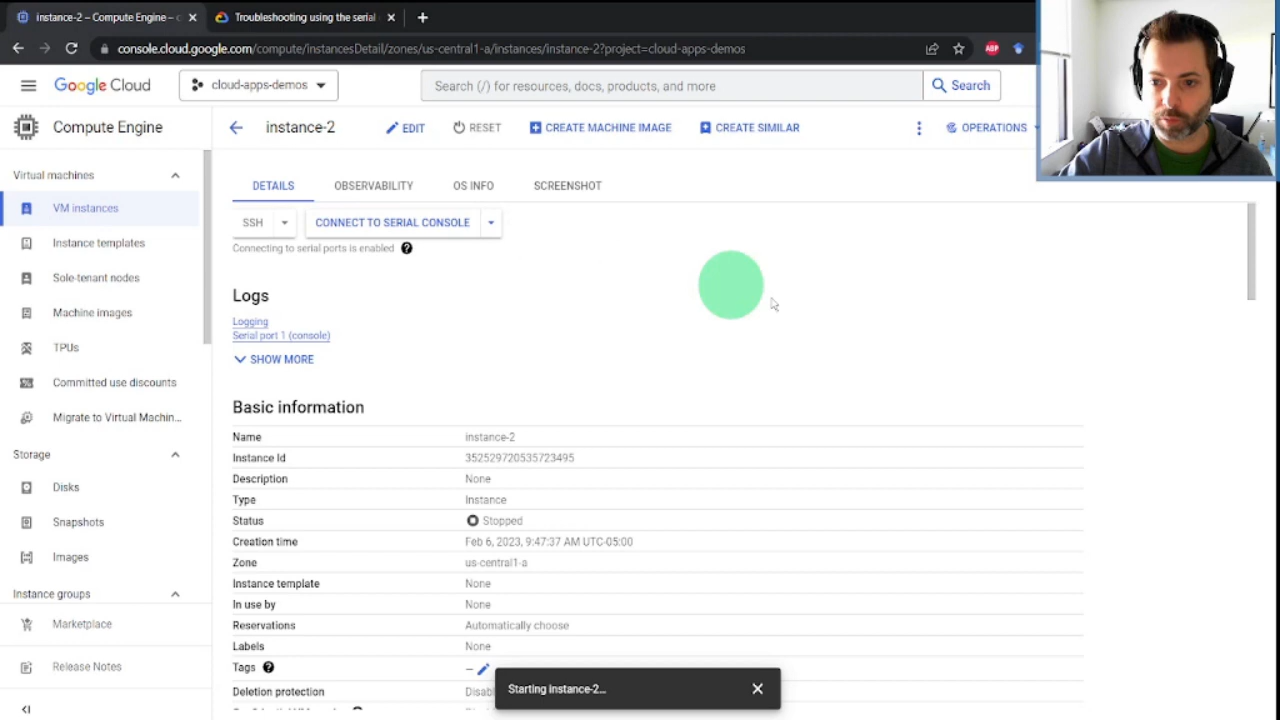 instance-2 – Compute Engine – c
Troubleshooting using the serial
console.cloud.google.com/compute/instancesDetail/zones/us-central1-a/instances/instance-2?project=cloud-apps-demos
ABP
Google Cloud
cloud-apps-demos
Search (/) for resources, docs, products, and more
Search
Compute Engine
instance-2
EDIT
RESET
CREATE MACHINE IMAGE
CREATE SIMILAR
OPERATIONS
Virtual machines
VM instances
Instance templates
Sole-tenant nodes
Machine images
TPUs
Committed use discounts
Migrate to Virtual Machin...
Storage
Disks
Snapshots
Images
Instance groups
Marketplace
Release Notes
DETAILS
OBSERVABILITY
OS INFO
SCREENSHOT
SSH
CONNECT TO SERIAL CONSOLE
Connecting to serial ports is enabled
Logs
Logging
Serial port 1 (console)
SHOW MORE
Basic information
Name instance-2
Instance Id 352529720535723495
Description None
Type Instance
Status Stopped
Creation time Feb 6, 2023, 9:47:37 AM UTC-05:00
Zone us-central1-a
Instance template None
In use by None
Reservations Automatically choose
Labels None
Tags –
Deletion protection
Starting instance-2...